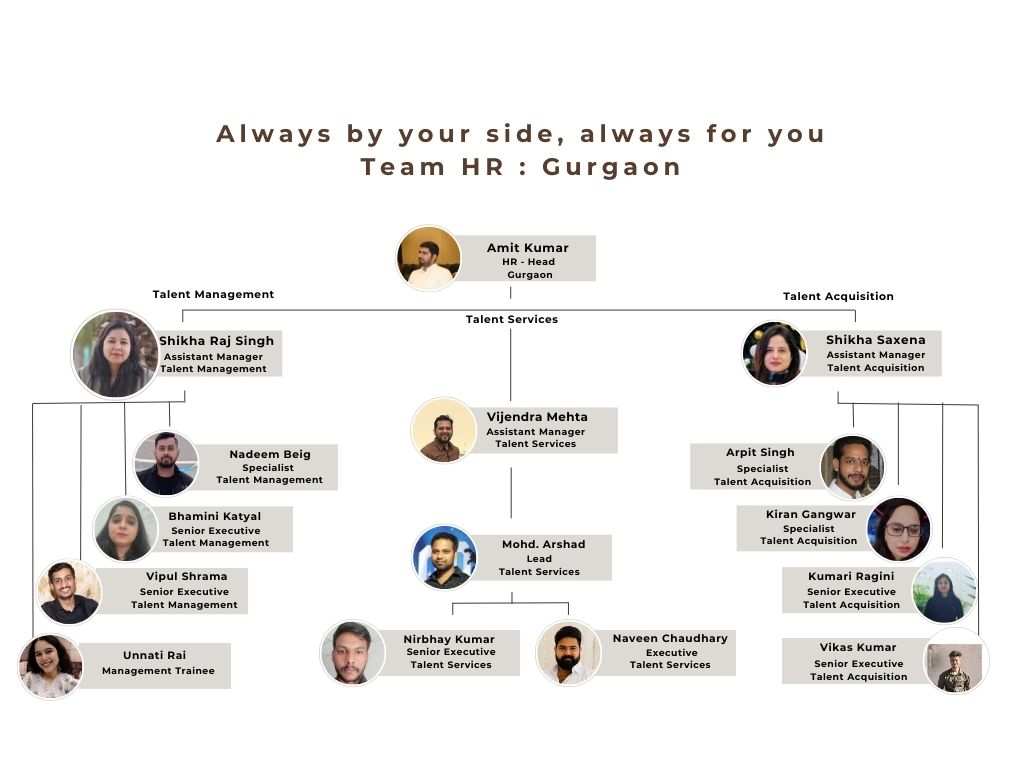 Always by your side, always for you
Team HR : Gurgaon
Amit Kumar
HR - Head
Gurgaon
Talent Management
Talent Services
Talent Acquisition
Shikha Raj Singh
Assistant Manager
Talent Management
Nadeem Beig
Specialist
Talent Management
Bhamini Katyal
Senior Executive
Talent Management
Vipul Shrama
Senior Executive
Talent Management
Unnati Rai
Management Trainee
Vijendra Mehta
Assistant Manager
Talent Services
Mohd. Arshad
Lead
Talent Services
Nirbhay Kumar
Senior Executive
Talent Services
Naveen Chaudhary
Executive
Talent Services
Shikha Saxena
Assistant Manager
Talent Acquisition
Arpit Singh
Specialist
Talent Acquisition
Kiran Gangwar
Specialist
Talent Acquisition
Kumari Ragini
Senior Executive
Talent Acquisition
Vikas Kumar
Senior Executive
Talent Acquisition